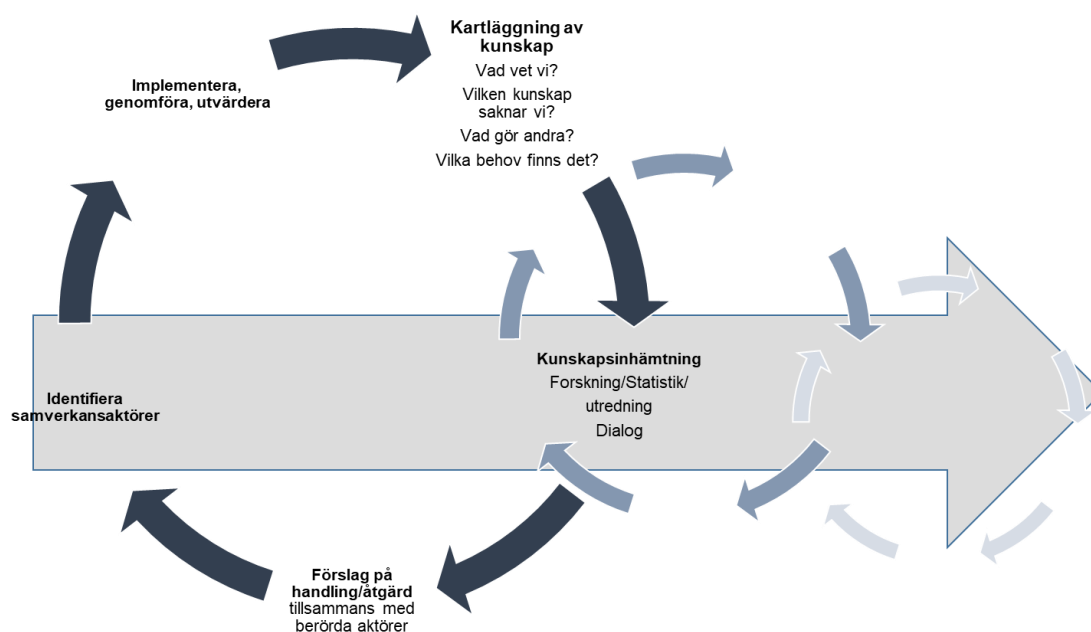 Kartläggning av
kunskap
Vad vet vi?
Vilken kunskap
saknar vi?
Vad gör andra?
Vilka behov finns det?
Implementera,
genomföra, utvärdera
Kunskapsinhämtning
Forskning/Statistik/
utredning
Dialog
Identifiera
samverkansaktörer
Förslag på
handling/åtgärd
tillsammans med
berörda aktörer